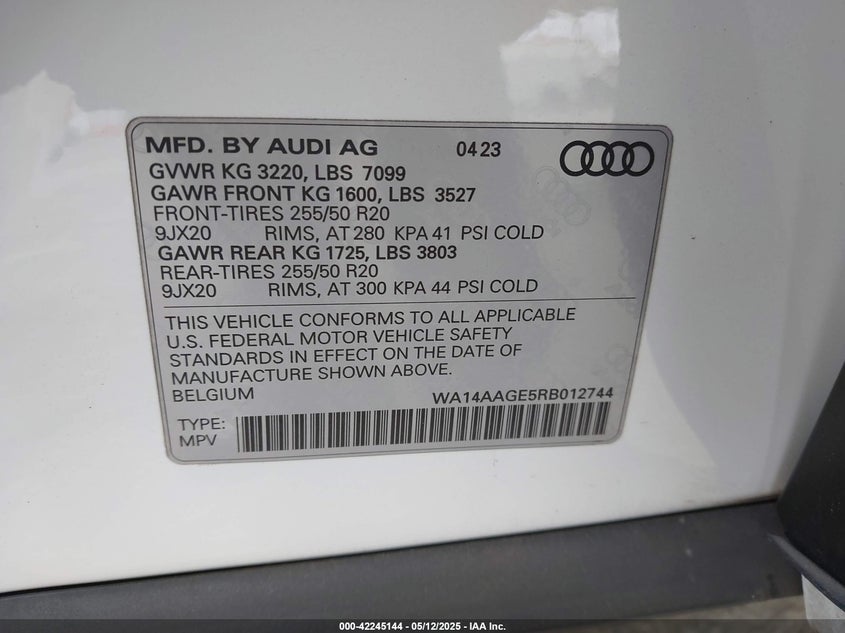 MFD. BY AUDI AG 04 23
GVWR KG 3220, LBS 7099
GAWR FRONT KG 1600, LBS 3527
FRONT-TIRES 255/50 R20
9JX20 RIMS, AT 280 KPA 41 PSI COLD
GAWR REAR KG 1725, LBS 3803
REAR-TIRES 255/50 R20
9JX20 RIMS, AT 300 KPA 44 PSI COLD
THIS VEHICLE CONFORMS TO ALL APPLICABLE
U.S. FEDERAL MOTOR VEHICLE SAFETY
STANDARDS IN EFFECT ON THE DATE OF
MANUFACTURE SHOWN ABOVE.
BELGIUM WA14AAGE5RB012744
TYPE:
MPV
000-42245144 - 05/12/2025 - IAA Inc.